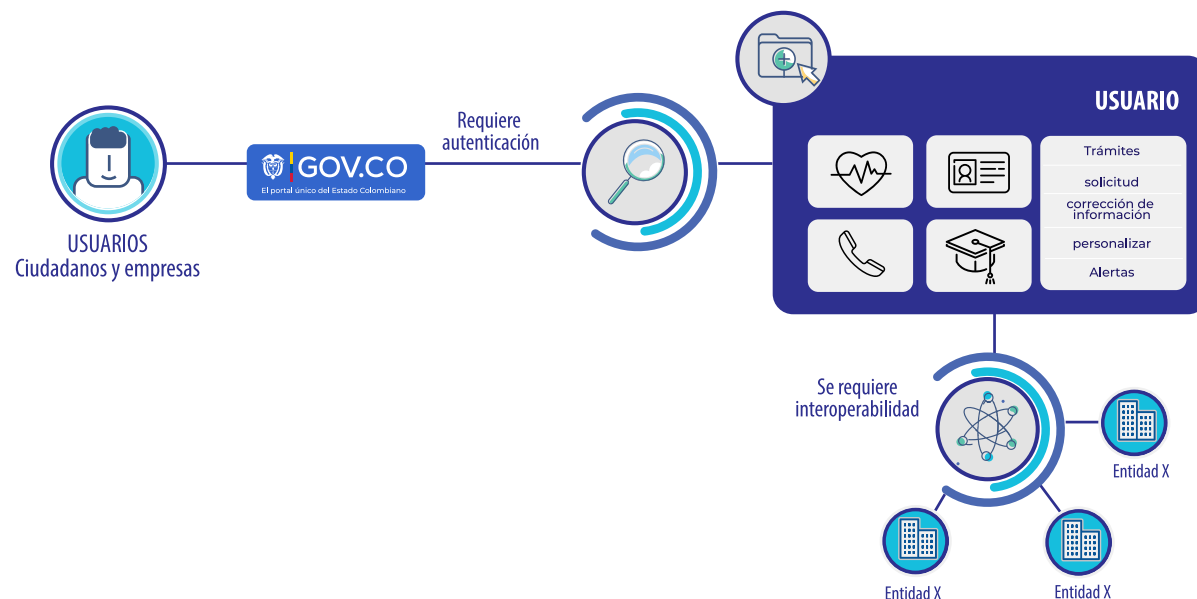 USUARIOS
Ciudadanos y empresas
GOV.CO
El portal único del Estado Colombiano
Requiere
autenticación
USUARIO
Trámites
solicitud
corrección de
información
personalizar
Alertas
Se requiere
interoperabilidad
Entidad X
Entidad X
Entidad X